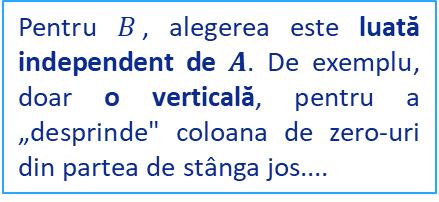 Pentru B, alegerea este luată
independent de A. De exemplu,
doar o verticală, pentru a
„desprinde" coloana de zero-uri
din partea de stânga jos....